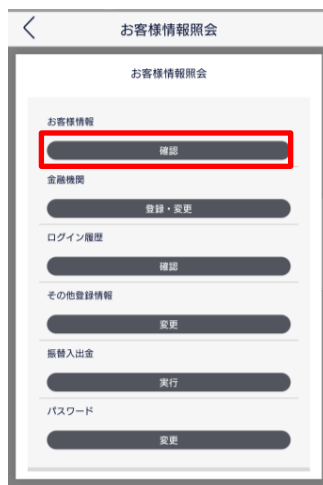 お客様情報照会
お客様情報照会
お客様情報
確認
金融機関
登録・変更
ログイン履歴
確認
その他登録情報
変更
振替入出金
実行
パスワード
変更